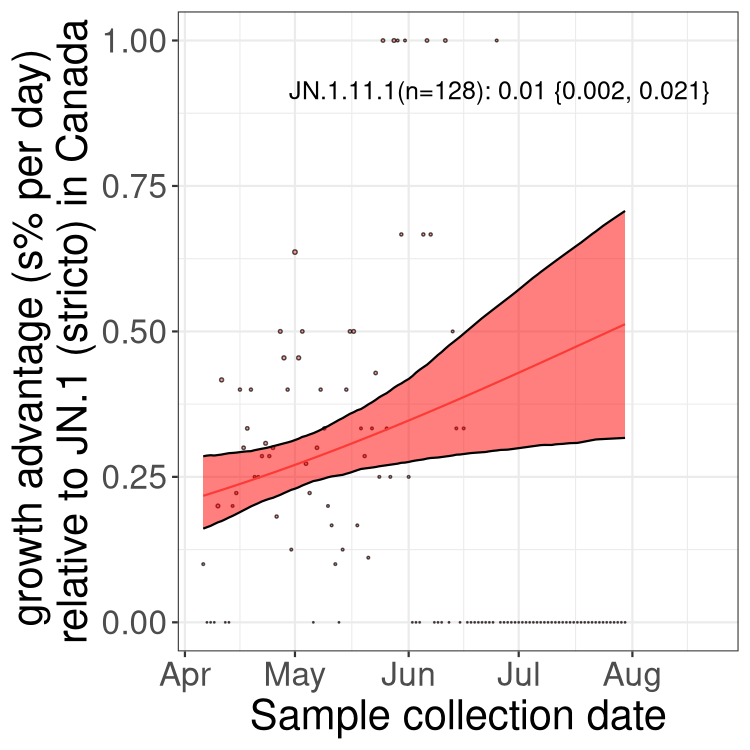 growth advantage (s% per day)
relative to JN.1 (stricto) in Canada
1.00
JN.1.11.1(n=128): 0.01 {0.002, 0.021}
0.75
0.50
0.25
0.00
Apr May Jun Jul Aug
Sample collection date